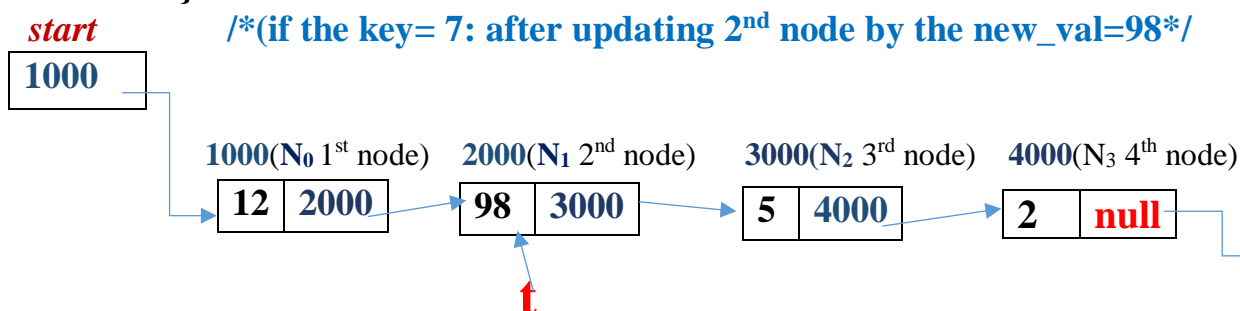 }
start /*(if the key= 7: after updating 2nd node by the new_val=98*/
1000
1000(N0 1st node) 2000(N1 2nd node) 3000(N2 3rd node) 4000(N3 4th node)
12 2000 98 3000 5 4000 2 null
t